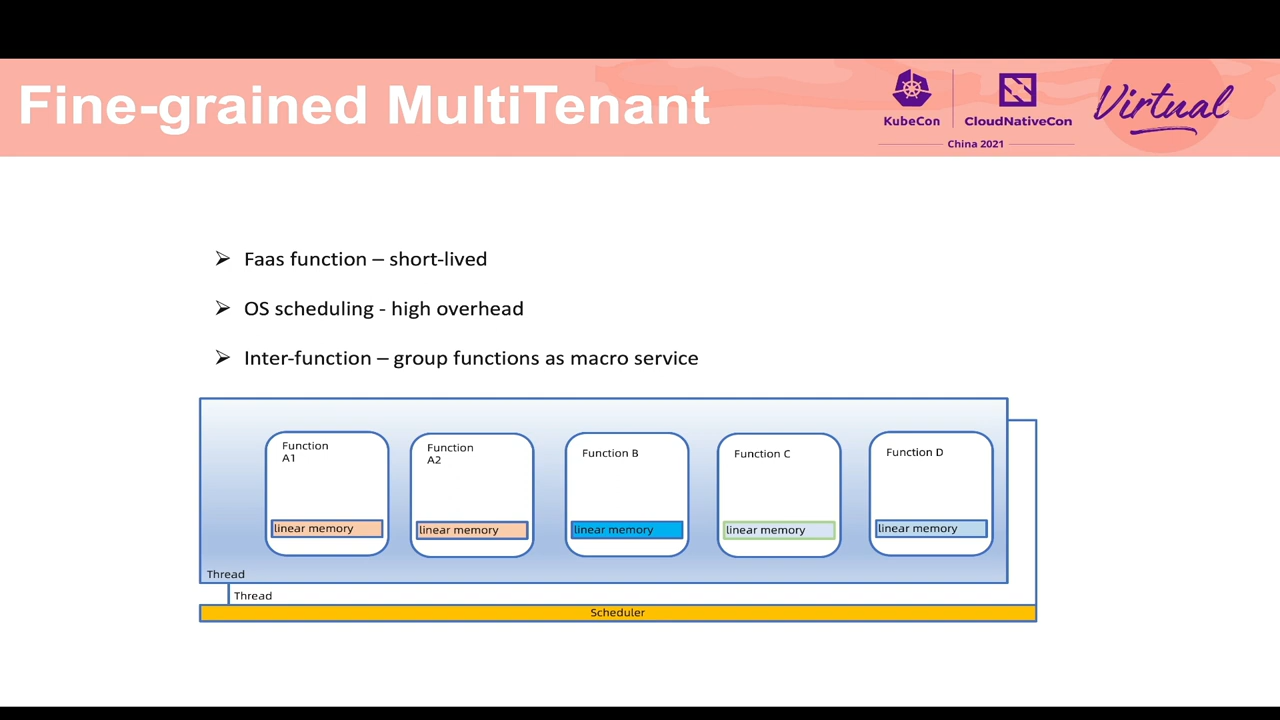 Fine-grained MultiTenant
KubeCon
CloudNativeCon
China 2021
Virtual
➢ Faas function – short-lived
➢ OS scheduling - high overhead
➢ Inter-function – group functions as macro service
Function
A1
linear memory
Function
A2
linear memory
Function B
linear memory
Function C
linear memory
Function D
linear memory
Thread
Thread
Scheduler